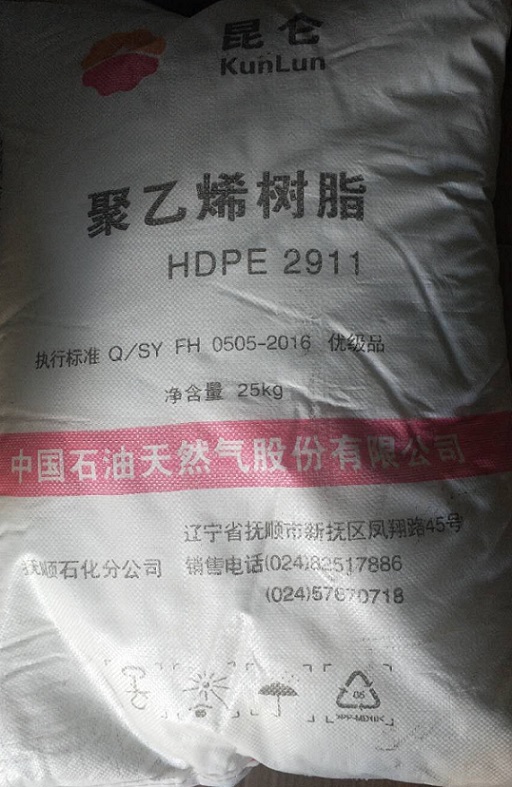 昆仑
KunLun
聚乙烯树脂
HDPE 2911
执行标准 Q/SY FH 0505-2016 优级品
净含量 25kg
中国石油天然气股份有限公司
辽宁省抚顺市新抚区凤翔路45号
抚顺石化分公司 销售电话(024)82517886
(024)57870718
05